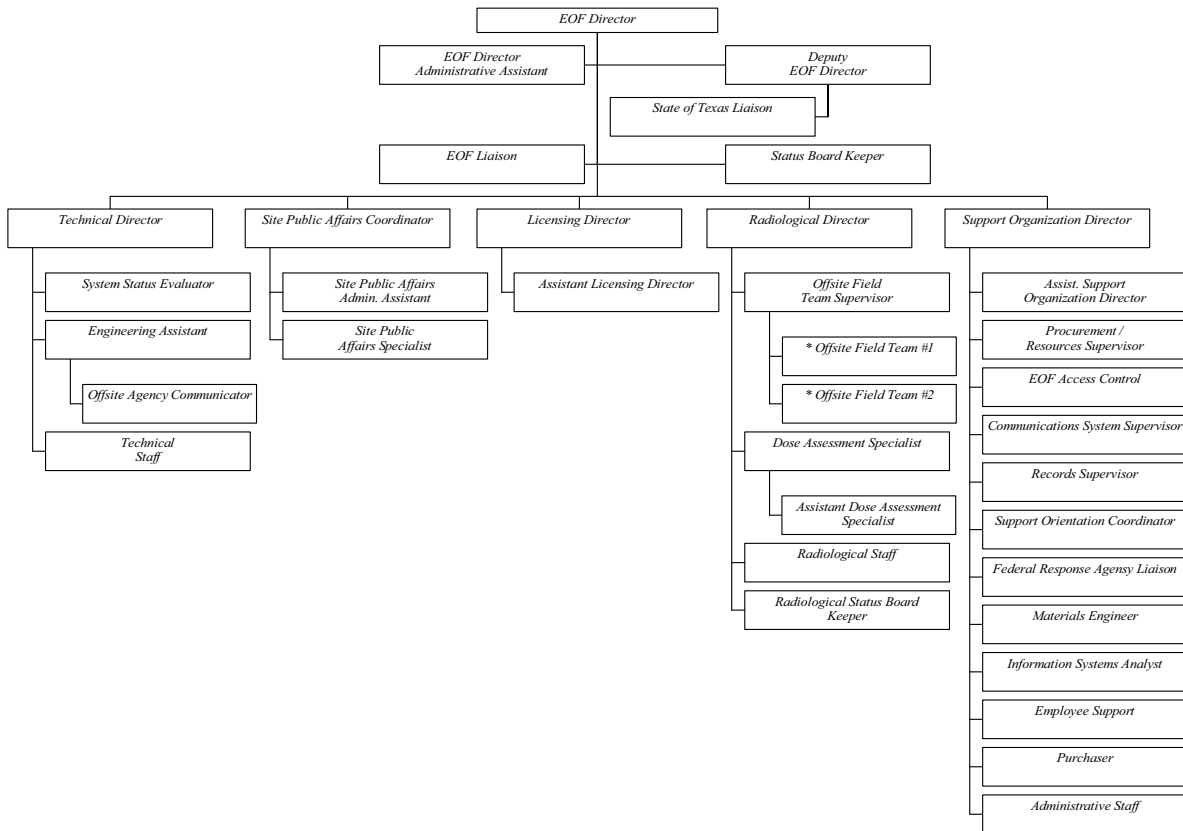 EOF Director
EOF Director
Administrative Assistant
Deputy
EOF Director
State of Texas Liaison
EOF Liaison
Status Board Keeper
Technical Director
Site Public Affairs Coordinator
Licensing Director
Radiological Director
Support Organization Director
System Status Evaluator
Engineering Assistant
Offsite Agency Communicator
Technical
Staff
Site Public Affairs
Admin. Assistant
Site Public
Affairs Specialist
Assistant Licensing Director
Offsite Field
Team Supervisor
* Offsite Field Team #1
* Offsite Field Team #2
Dose Assessment Specialist
Assistant Dose Assessment
Specialist
Radiological Staff
Radiological Status Board
Keeper
Assist. Support
Organization Director
Procurement /
Resources Supervisor
EOF Access Control
Communications System Supervisor
Records Supervisor
Support Orientation Coordinator
Federal Response Agensy Liaison
Materials Engineer
Information Systems Analyst
Employee Support
Purchaser
Administrative Staff